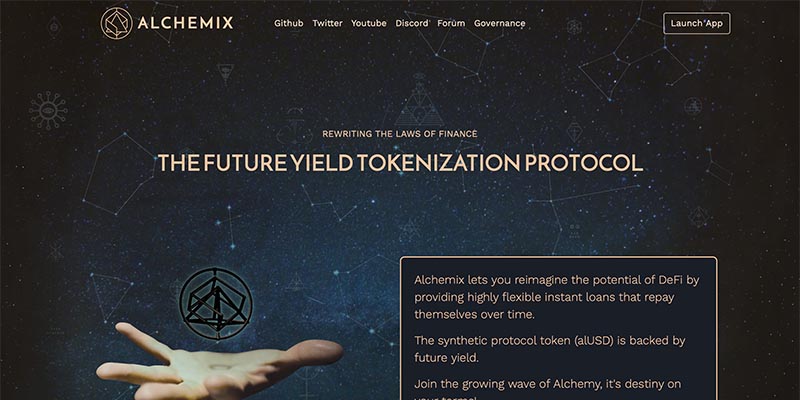 ALCHEMIX
Github Twitter Youtube Discord Forum Governance
Launch App
REWRITING THE LAWS OF FINANCE
THE FUTURE YIELD TOKENIZATION PROTOCOL
Alchemix lets you reimagine the potential of DeFi by
providing highly flexible instant loans that repay
themselves over time.
The synthetic protocol token (alUSD) is backed by
future yield.
Join the growing wave of Alchemy, it's destiny on
your terms!